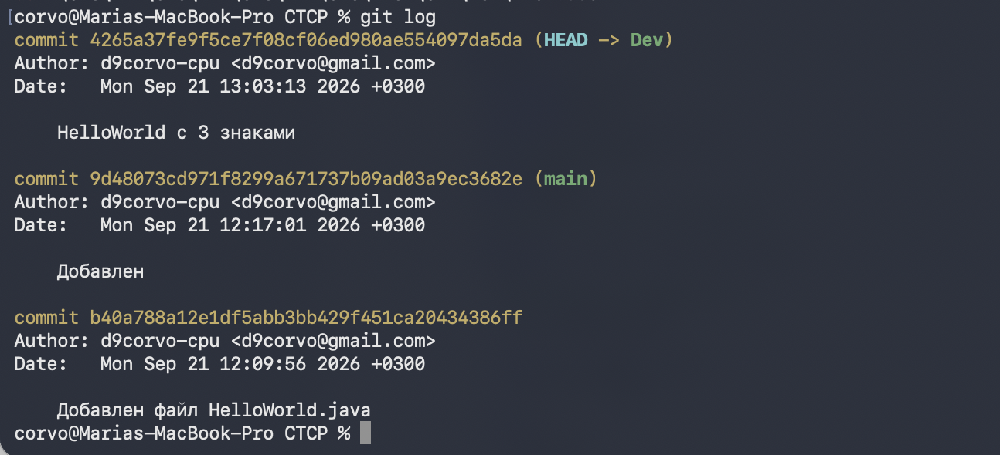 [corvo@Marias-MacBook-Pro CTCP % git log
commit 4265a37fe9f5ce7f08cf06ed980ae554097da5da (HEAD -> Dev)
Author: d9corvo-cpu <d9corvo@gmail.com>
Date:   Mon Sep 21 13:03:13 2026 +0300
HelloWorld с 3 знаками
commit 9d48073cd971f8299a671737b09ad03a9ec3682e (main)
Author: d9corvo-cpu <d9corvo@gmail.com>
Date:   Mon Sep 21 12:17:01 2026 +0300
Добавлен
commit b40a788a12e1df5abb3bb429f451ca20434386ff
Author: d9corvo-cpu <d9corvo@gmail.com>
Date:   Mon Sep 21 12:09:56 2026 +0300
Добавлен файл HelloWorld.java
corvo@Marias-MacBook-Pro CTCP %